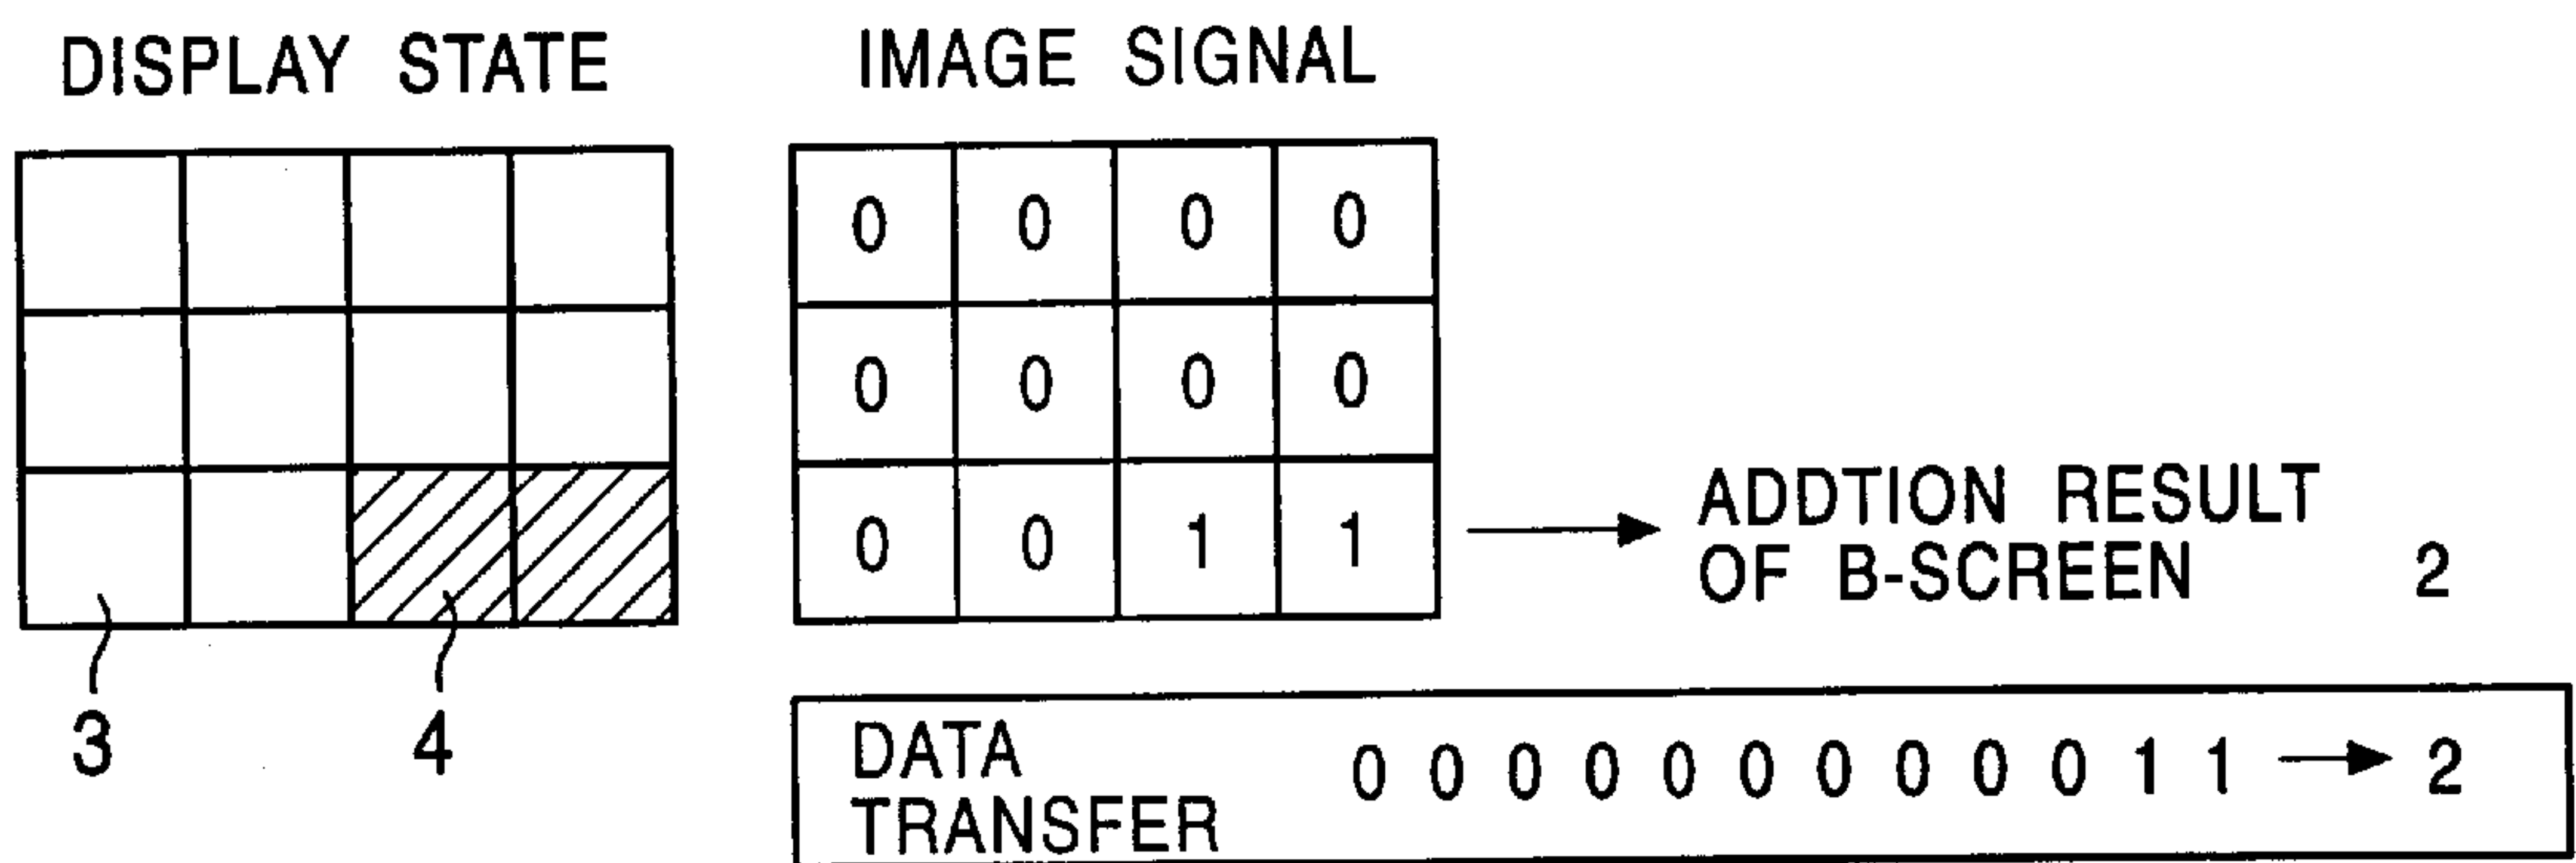 DISPLAY STATE
IMAGE SIGNAL
0 0 0 0
0 0 0 0
0 0 1 1
ADDTION RESULT
OF B-SCREEN 2
3 4
DATA
TRANSFER
0 0 0 0 0 0 0 0 0 0 1 1 → 2